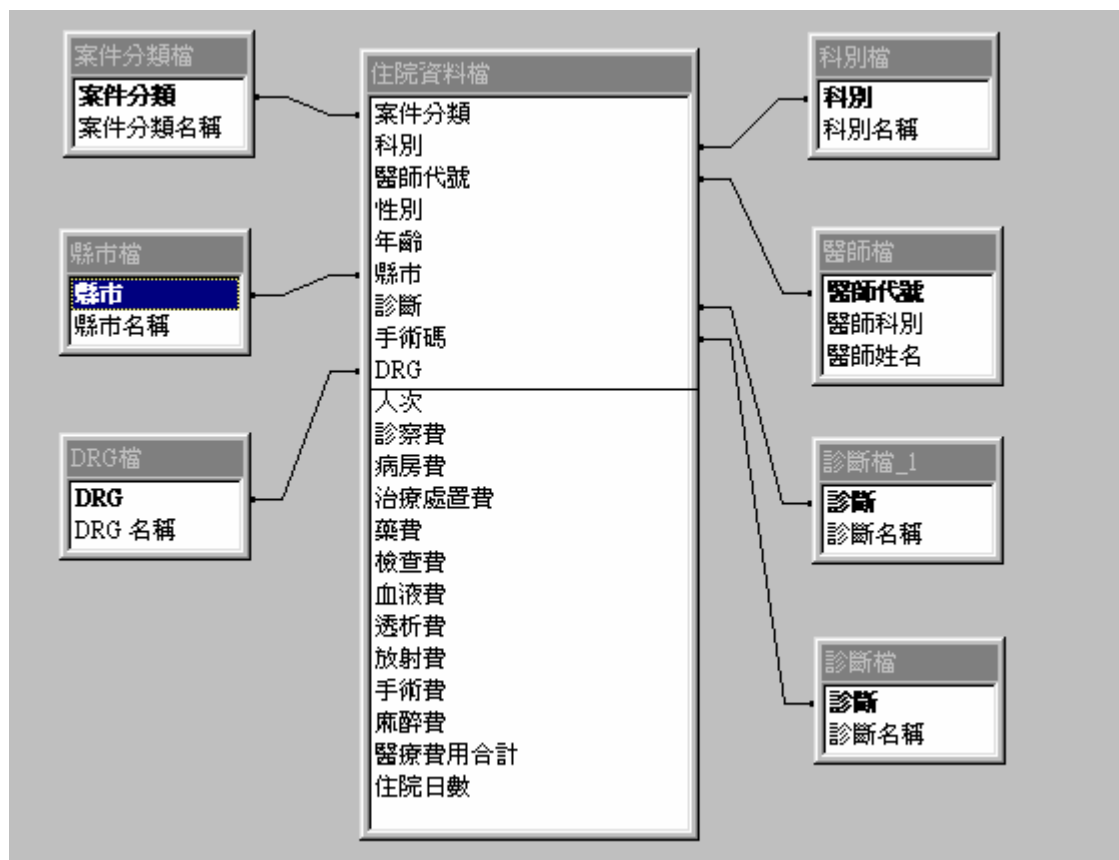 案件分類檔
案件分類
案件分類名稱
縣市檔
縣市
縣市名稱
DRG檔
DRG
DRG 名稱
住院資料檔
案件分類
科別
醫師代號
性別
年齡
縣市
診斷
手術碼
DRG
人次
診察費
病房費
治療處置費
藥費
檢查費
血液費
透析費
放射費
手術費
麻醉費
醫療費用合計
住院日數
科別檔
科別
科別名稱
醫師檔
醫師代號
醫師科別
醫師姓名
診斷檔_1
診斷
診斷名稱
診斷檔
診斷
診斷名稱